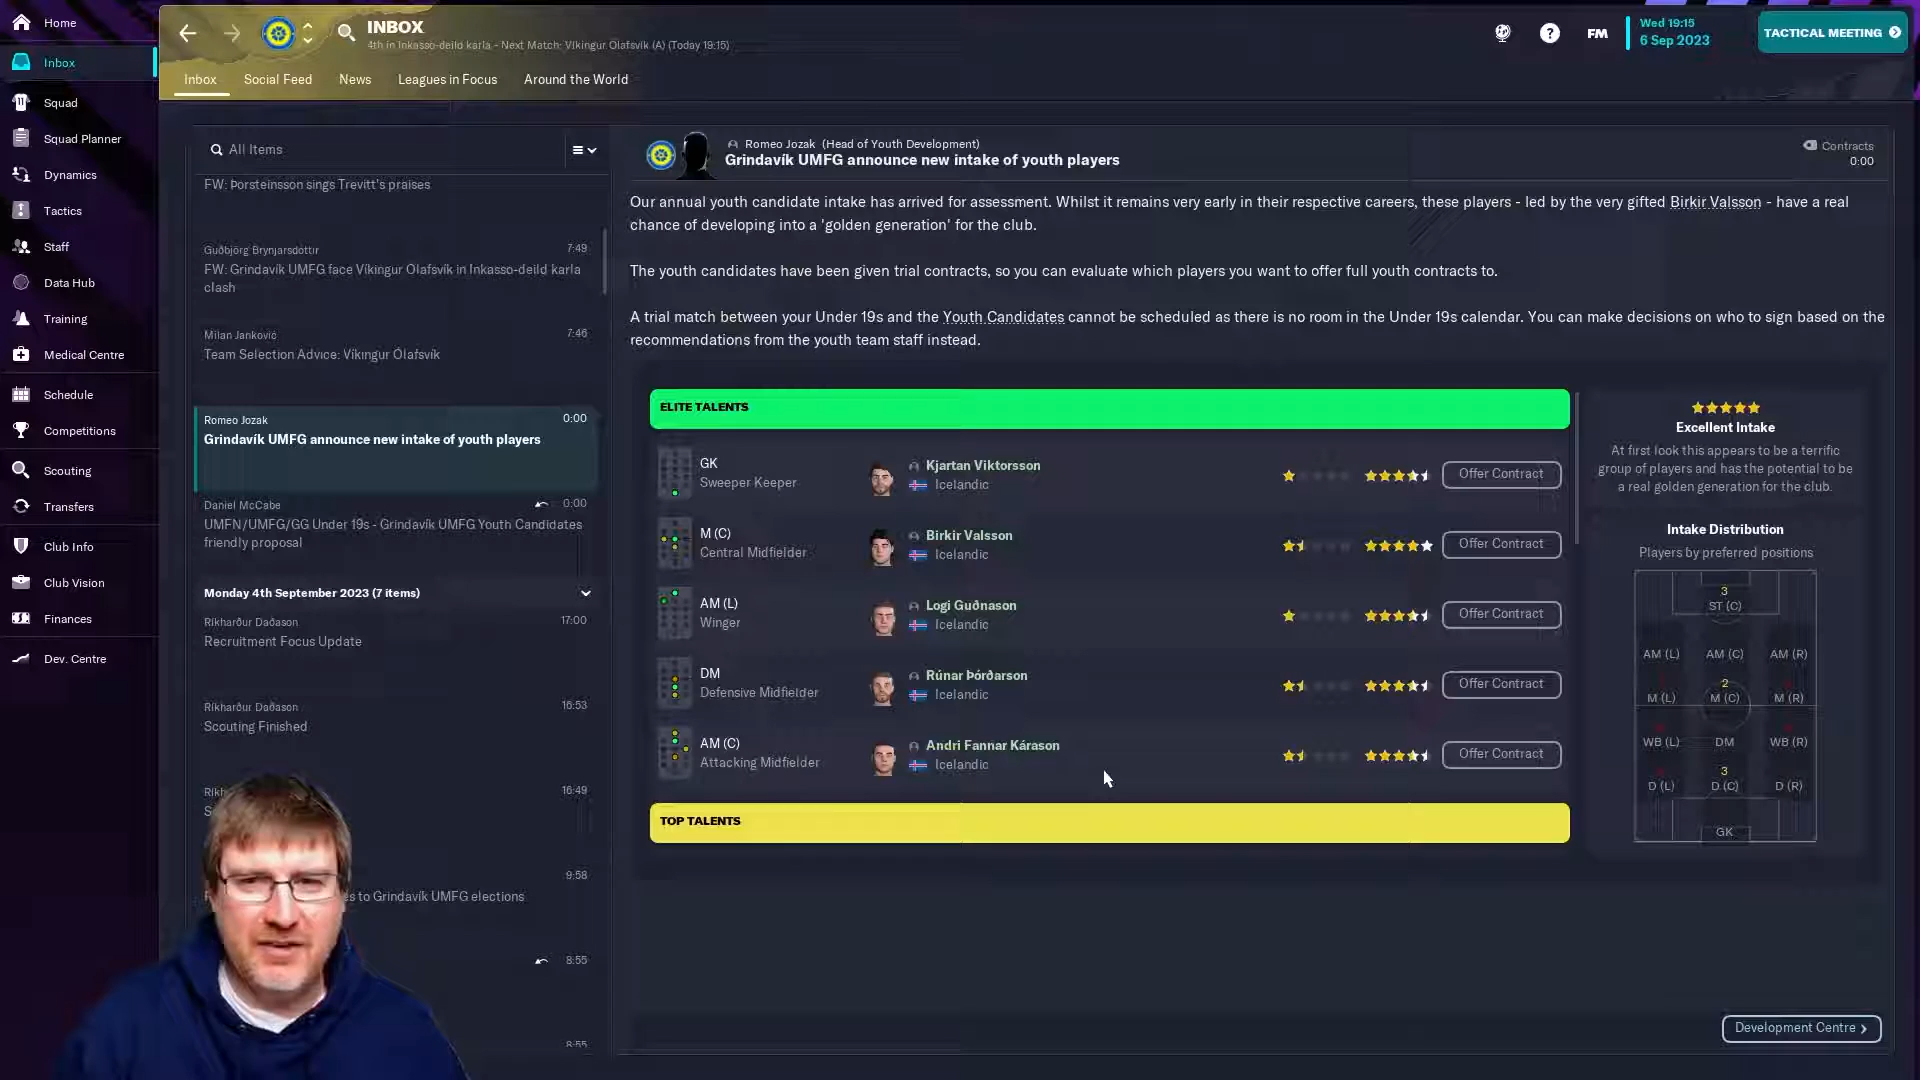 Home
Inbox
Squad
Squad Planner
Dynamics
Tactics
Staff
Data Hub
Training
Medical Centre
Schedule
Competitions
Scouting
Transfers
Club Info
Club Vision
Finances
Dev. Centre
INBOX
4th in Inkasso-deild karla - Next Match: Víkingur Ólafsvík (A) (Today 19:15)
?
FM
Wed 19:15
6 Sep 2023
TACTICAL MEETING
Inbox
Social Feed
News
Leagues in Focus
Around the World
All Items
FW: Þorsteinsson sings Trevitt's praises
Guðbjörg Brynjarsdóttir
7:49
FW: Grindavík UMFG face Víkingur Ólafsvík in Inkasso-deild karla
clash
Milan Janković
7:46
Team Selection Advice: Víkingur Ólafsvík
Romeo Jozak
0:00
Grindavík UMFG announce new intake of youth players
Daniel McCabe
0:00
UMFN/UMFG/GG Under 19s - Grindavík UMFG Youth Candidates
friendly proposal
Monday 4th September 2023 (7 items)
Ríkharður Daðason
17:00
Recruitment Focus Update
Ríkharður Daðason
16:53
Scouting Finished
Ríkh
16:49
9:58
es to Grindavík UMFG elections
8:55
8:55
Romeo Jozak (Head of Youth Development)
Grindavík UMFG announce new intake of youth players
Contracts
0:00
Our annual youth candidate intake has arrived for assessment. Whilst it remains very early in their respective careers, these players - led by the very gifted Birkir Valsson - have a real
chance of developing into a 'golden generation' for the club.
The youth candidates have been given trial contracts, so you can evaluate which players you want to offer full youth contracts to.
A trial match between your Under 19s and the Youth Candidates cannot be scheduled as there is no room in the Under 19s calendar. You can make decisions on who to sign based on the
recommendations from the youth team staff instead.
ELITE TALENTS
GK
Sweeper Keeper
Kjartan Viktorsson
Icelandic
Offer Contract
M (C)
Central Midfielder
Birkir Valsson
Icelandic
Offer Contract
AM (L)
Winger
Logi Guðnason
Icelandic
Offer Contract
DM
Defensive Midfielder
Rúnar Þórðarson
Icelandic
Offer Contract
AM (C)
Attacking Midfielder
Andri Fannar Kárason
Icelandic
Offer Contract
TOP TALENTS
Excellent Intake
At first look this appears to be a terrific
group of players and has the potential to be
a real golden generation for the club.
Intake Distribution
Players by preferred positions
3
ST (C)
AM (L) AM (C) AM (R)
2
M (L) M (C) M (R)
WB (L) DM WB (R)
3
D (L) D (C) D (R)
GK
Development Centre